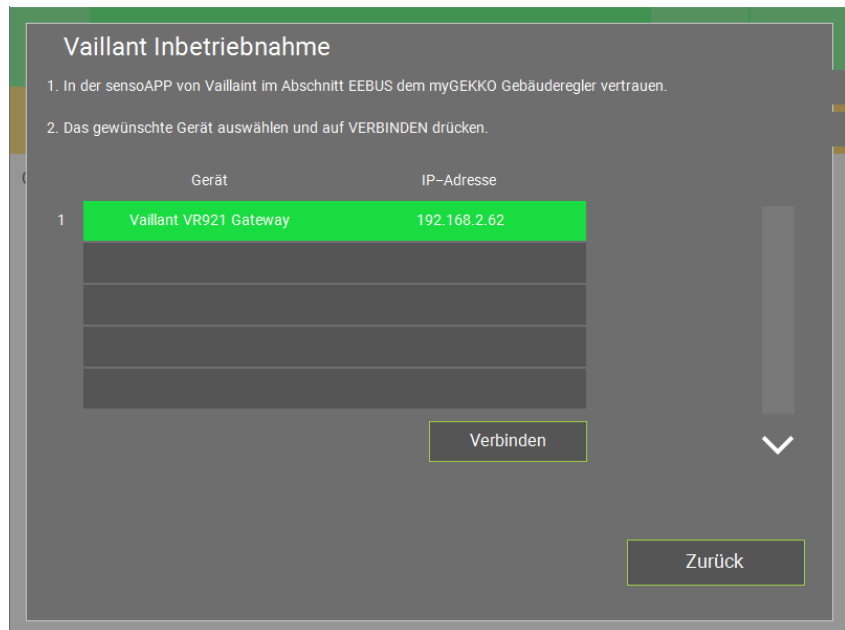 Vaillant Inbetriebnahme
1. In der sensoAPP von Vaillaint im Abschnitt EEBUS dem myGEKKO Gebäuderegler vertrauen.
2. Das gewünschte Gerät auswählen und auf VERBINDEN drücken.
Gerät IP-Adresse
1 Vaillant VR921 Gateway 192.168.2.62
Verbinden
Zurück